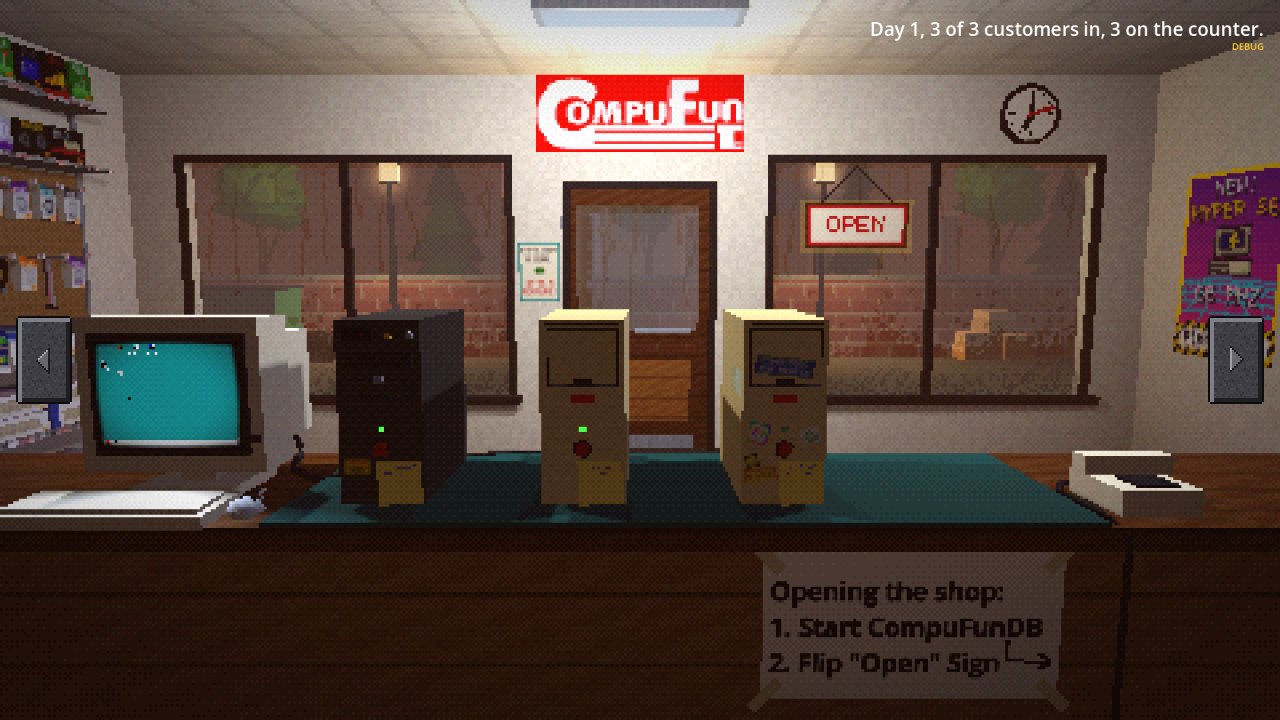 Day 1, 3 of 3 customers in, 3 on the counter.
DEBUG
COMPUFUN
OPEN
NEW:
HYPER SE
Opening the shop:
1. Start CompuFunDB
2. Flip "Open" Sign